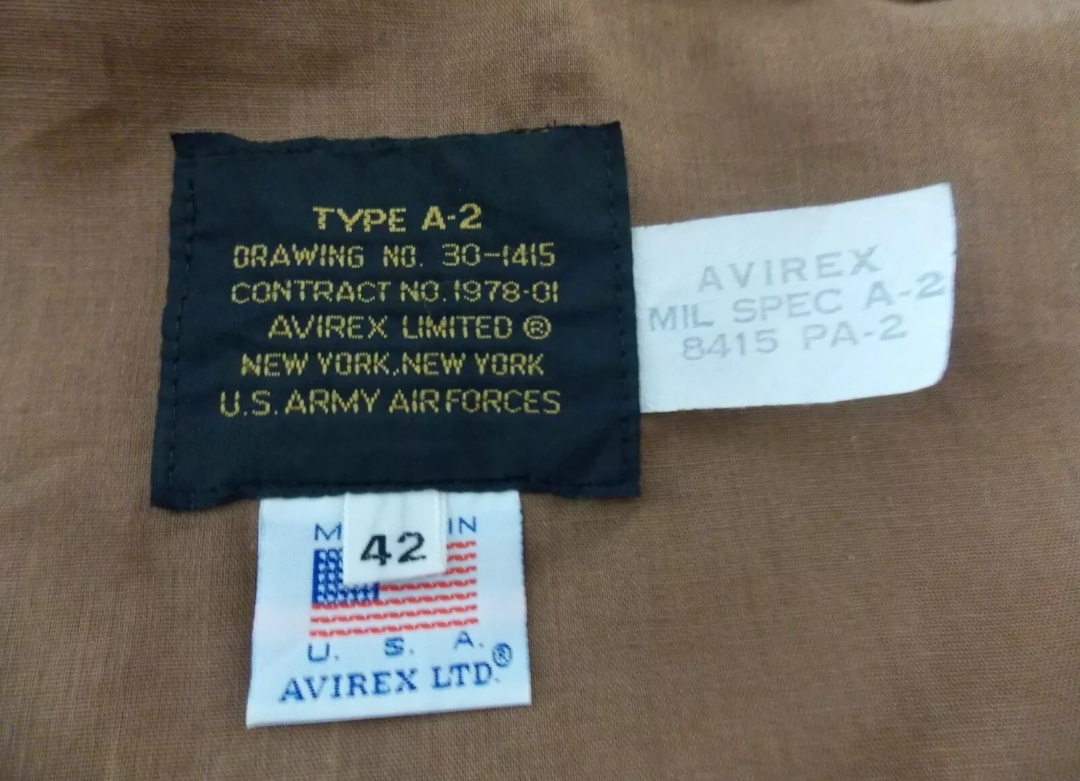 TYPE A-2
DRAWING NO. 30-1415
CONTRACT NO. 1978-01
AVIREX LIMITED ®
NEW YORK, NEW YORK
U.S. ARMY AIR FORCES
AVIREX
MIL SPEC A-2
8415 PA-2
M IN
42
U. S. A.
AVIREX LTD.®